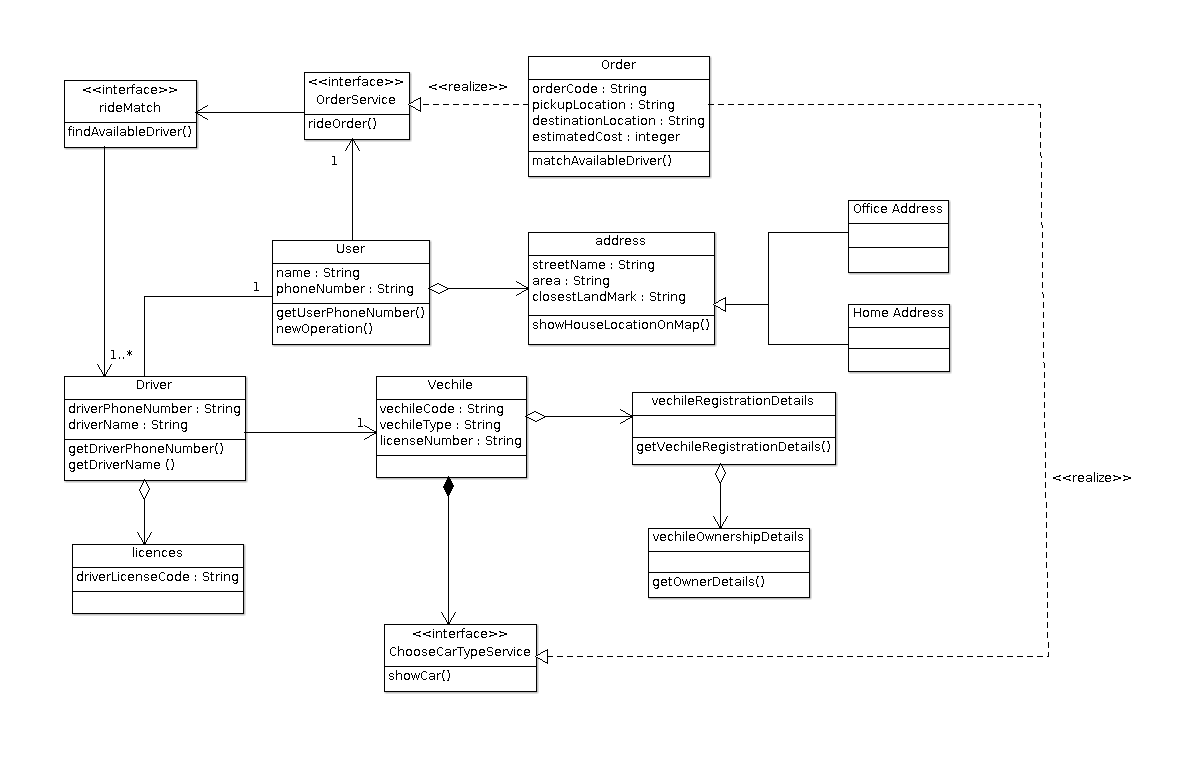 <<interface>>
rideMatch
findAvailableDriver()
<<interface>>
OrderService
rideOrder()
<<realize>>
Order
orderCode : String
pickupLocation : String
destinationLocation : String
estimatedCost : integer
matchAvailableDriver()
1
Office Address
User
name : String
phoneNumber : String
getUserPhoneNumber()
newOperation()
1
address
streetName : String
area : String
closestLandMark : String
showHouseLocationOnMap()
Home Address
1..*
Driver
driverPhoneNumber : String
driverName : String
getDriverPhoneNumber()
getDriverName ()
1
Vechile
vechileCode : String
vechileType : String
licenseNumber : String
vechileRegistrationDetails
getVechileRegistrationDetails()
<<realize>>
licences
driverLicenseCode : String
vechileOwnershipDetails
getOwnerDetails()
<<interface>>
ChooseCarTypeService
showCar()